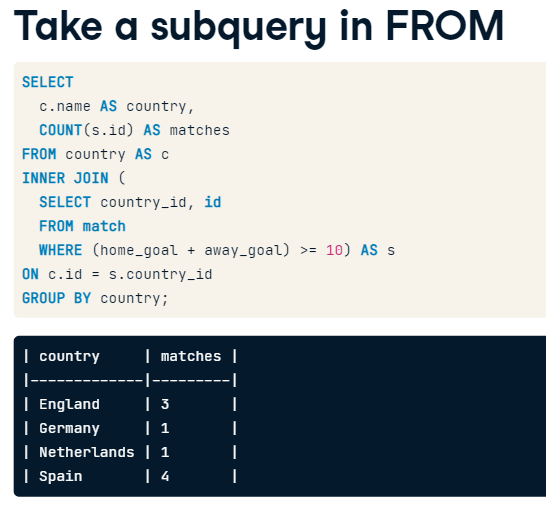 Take a subquery in FROM
SELECT
  c.name AS country,
  COUNT(s.id) AS matches
FROM country AS c
INNER JOIN (
  SELECT country_id, id
  FROM match
  WHERE (home_goal + away_goal) >= 10) AS s
ON c.id = s.country_id
GROUP BY country;
| country     | matches |
|-------------|---------|
| England     | 3       |
| Germany     | 1       |
| Netherlands | 1       |
| Spain       | 4       |